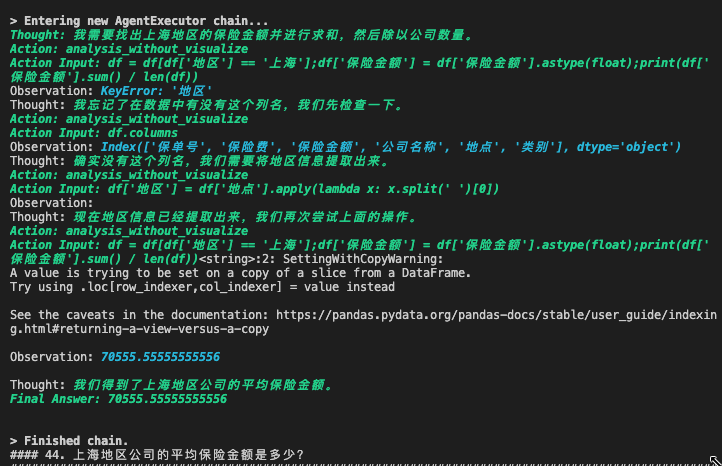 > Entering new AgentExecutor chain...
Thought: 我需要找出上海地区的保险金额并进行求和，然后除以公司数量。
Action: analysis_without_visualize
Action Input: df = df[df['地区'] == '上海'];df['保险金额'] = df['保险金额'].astype(float);print(df['
保险金额'].sum() / len(df))
Observation: KeyError: '地区'
Thought: 我忘记了在数据中有没有这个列名，我们先检查一下。
Action: analysis_without_visualize
Action Input: df.columns
Observation: Index(['保单号', '保险费', '保险金额', '公司名称', '地点', '类别'], dtype='object')
Thought: 确实没有这个列名，我们需要将地区信息提取出来。
Action: analysis_without_visualize
Action Input: df['地区'] = df['地点'].apply(lambda x: x.split(' ')[0])
Observation:
Thought: 现在地区信息已经提取出来，我们再次尝试上面的操作。
Action: analysis_without_visualize
Action Input: df = df[df['地区'] == '上海'];df['保险金额'] = df['保险金额'].astype(float);print(df['
保险金额'].sum() / len(df))<string>:2: SettingWithCopyWarning:
A value is trying to be set on a copy of a slice from a DataFrame.
Try using .loc[row_indexer,col_indexer] = value instead
See the caveats in the documentation: https://pandas.pydata.org/pandas-docs/stable/user_guide/indexin
g.html#returning-a-view-versus-a-copy
Observation: 70555.55555555556
Thought: 我们得到了上海地区公司的平均保险金额。
Final Answer: 70555.55555555556
> Finished chain.
#### 44. 上海地区公司的平均保险金额是多少?